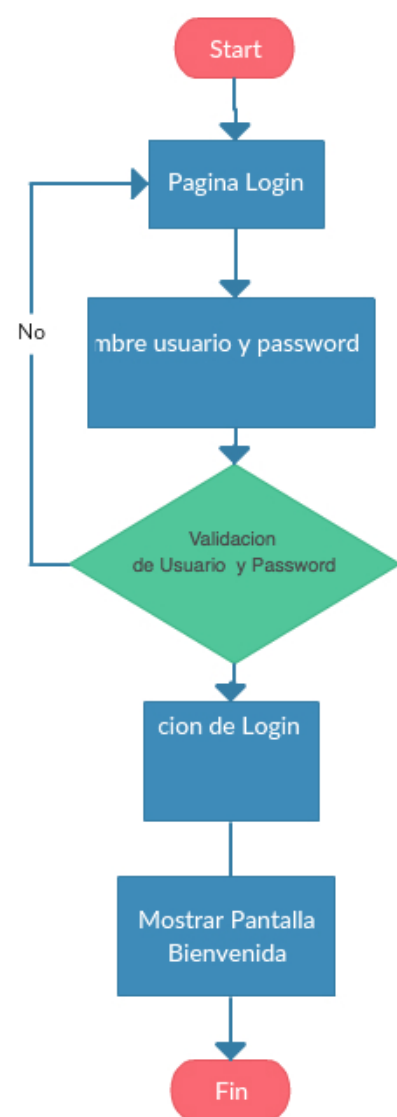 Start
Pagina Login
No
mbre usuario y password
Validacion
de Usuario y Password
cion de Login
Mostrar Pantalla
Bienvenida
Fin